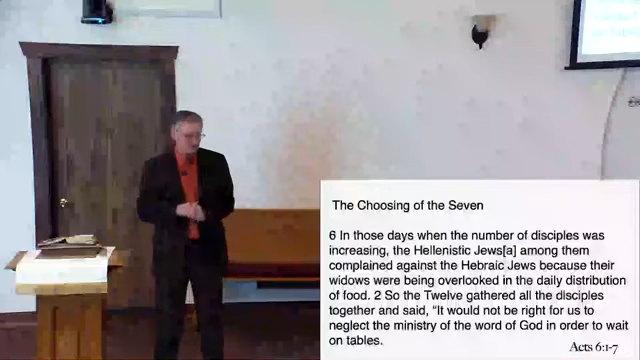 The Choosing of the Seven
6 In those days when the number of disciples was
increasing, the Hellenistic Jews[a] among them
complained against the Hebraic Jews because their
widows were being overlooked in the daily distribution
of food. 2 So the Twelve gathered all the disciples
together and said, “It would not be right for us to
neglect the ministry of the word of God in order to wait
on tables.
Acts 6:1-7